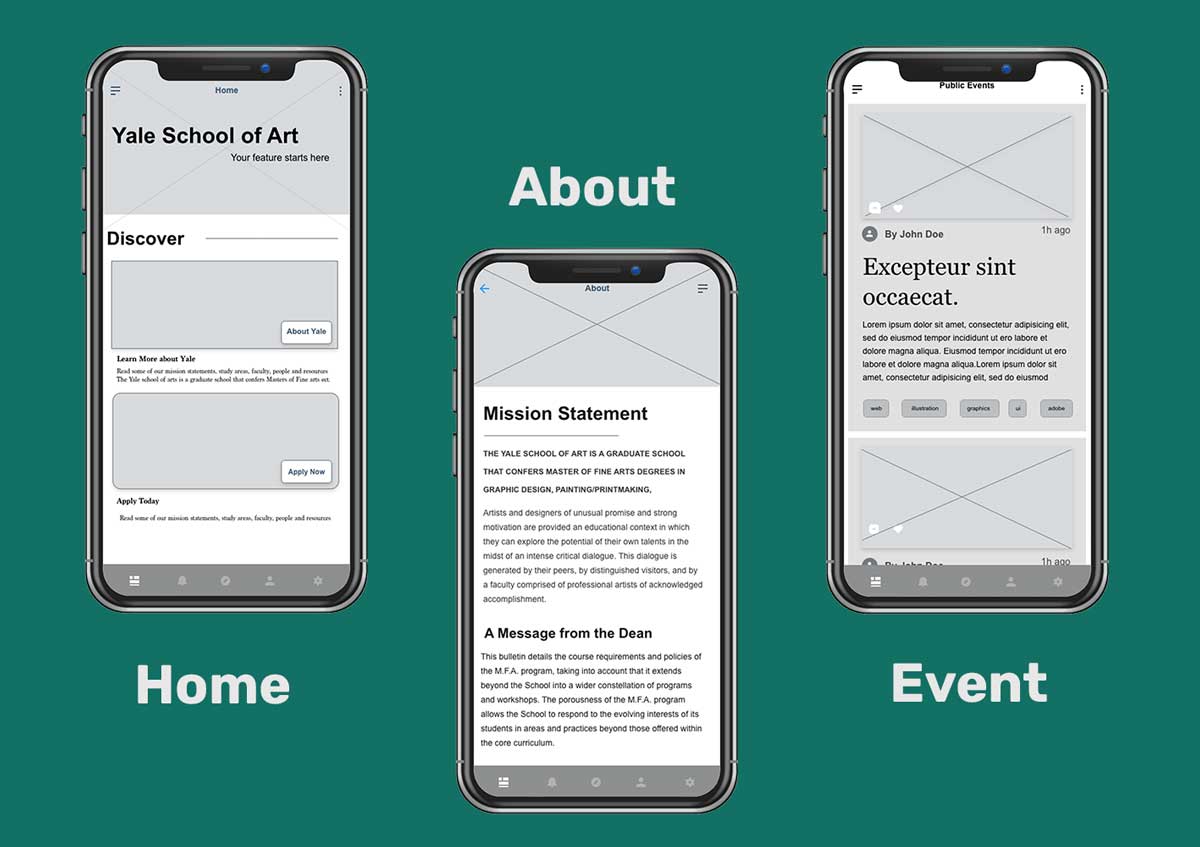 Home
Yale School of Art
Your feature starts here
Discover
About Yale
Learn More about Yale
Read some of our mission statements, study areas, faculty, people and resources
The Yale school of arts is a graduate school that confers Masters of Fine arts ect.
Apply Now
Apply Today
Read some of our mission statements, study areas, faculty, people and resources
Home
About
About
Mission Statement
THE YALE SCHOOL OF ART IS A GRADUATE SCHOOL
THAT CONFERS MASTER OF FINE ARTS DEGREES IN
GRAPHIC DESIGN, PAINTING/PRINTMAKING,
Artists and designers of unusual promise and strong
motivation are provided an educational context in which
they can explore the potential of their own talents in the
midst of an intense critical dialogue. This dialogue is
generated by their peers, by distinguished visitors, and by
a faculty comprised of professional artists of acknowledged
accomplishment.
A Message from the Dean
This bulletin details the course requirements and policies of
the M.F.A. program, taking into account that it extends
beyond the School into a wider constellation of programs
and workshops. The porousness of the M.F.A. program
allows the School to respond to the evolving interests of its
students in areas and practices beyond those offered within
the core curriculum.
Public Events
By John Doe 1h ago
Excepteur sint
occaecat.
Lorem ipsum dolor sit amet, consectetur adipisicing elit,
sed do eiusmod tempor incididunt ut ero labore et
dolore magna aliqua. Eiusmod tempor incididunt ut ero
labore et dolore magna aliqua.Lorem ipsum dolor sit
amet, consectetur adipisicing elit, sed do eiusmod
web illustration graphics ui adobe
By John Doe 1h ago
Event